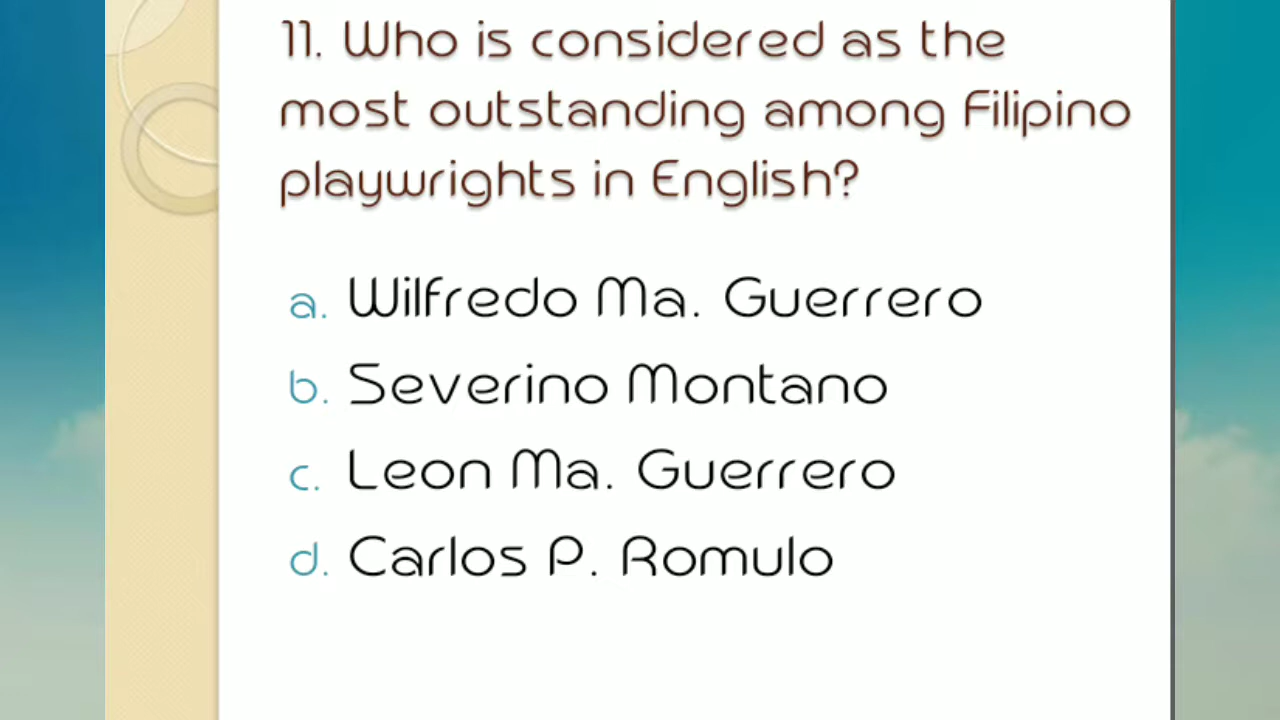 11. Who is considered as the
most outstanding among Filipino
playwrights in English?
a. Wilfredo Ma. Guerrero
b. Severino Montano
c. Leon Ma. Guerrero
d. Carlos P. Romulo